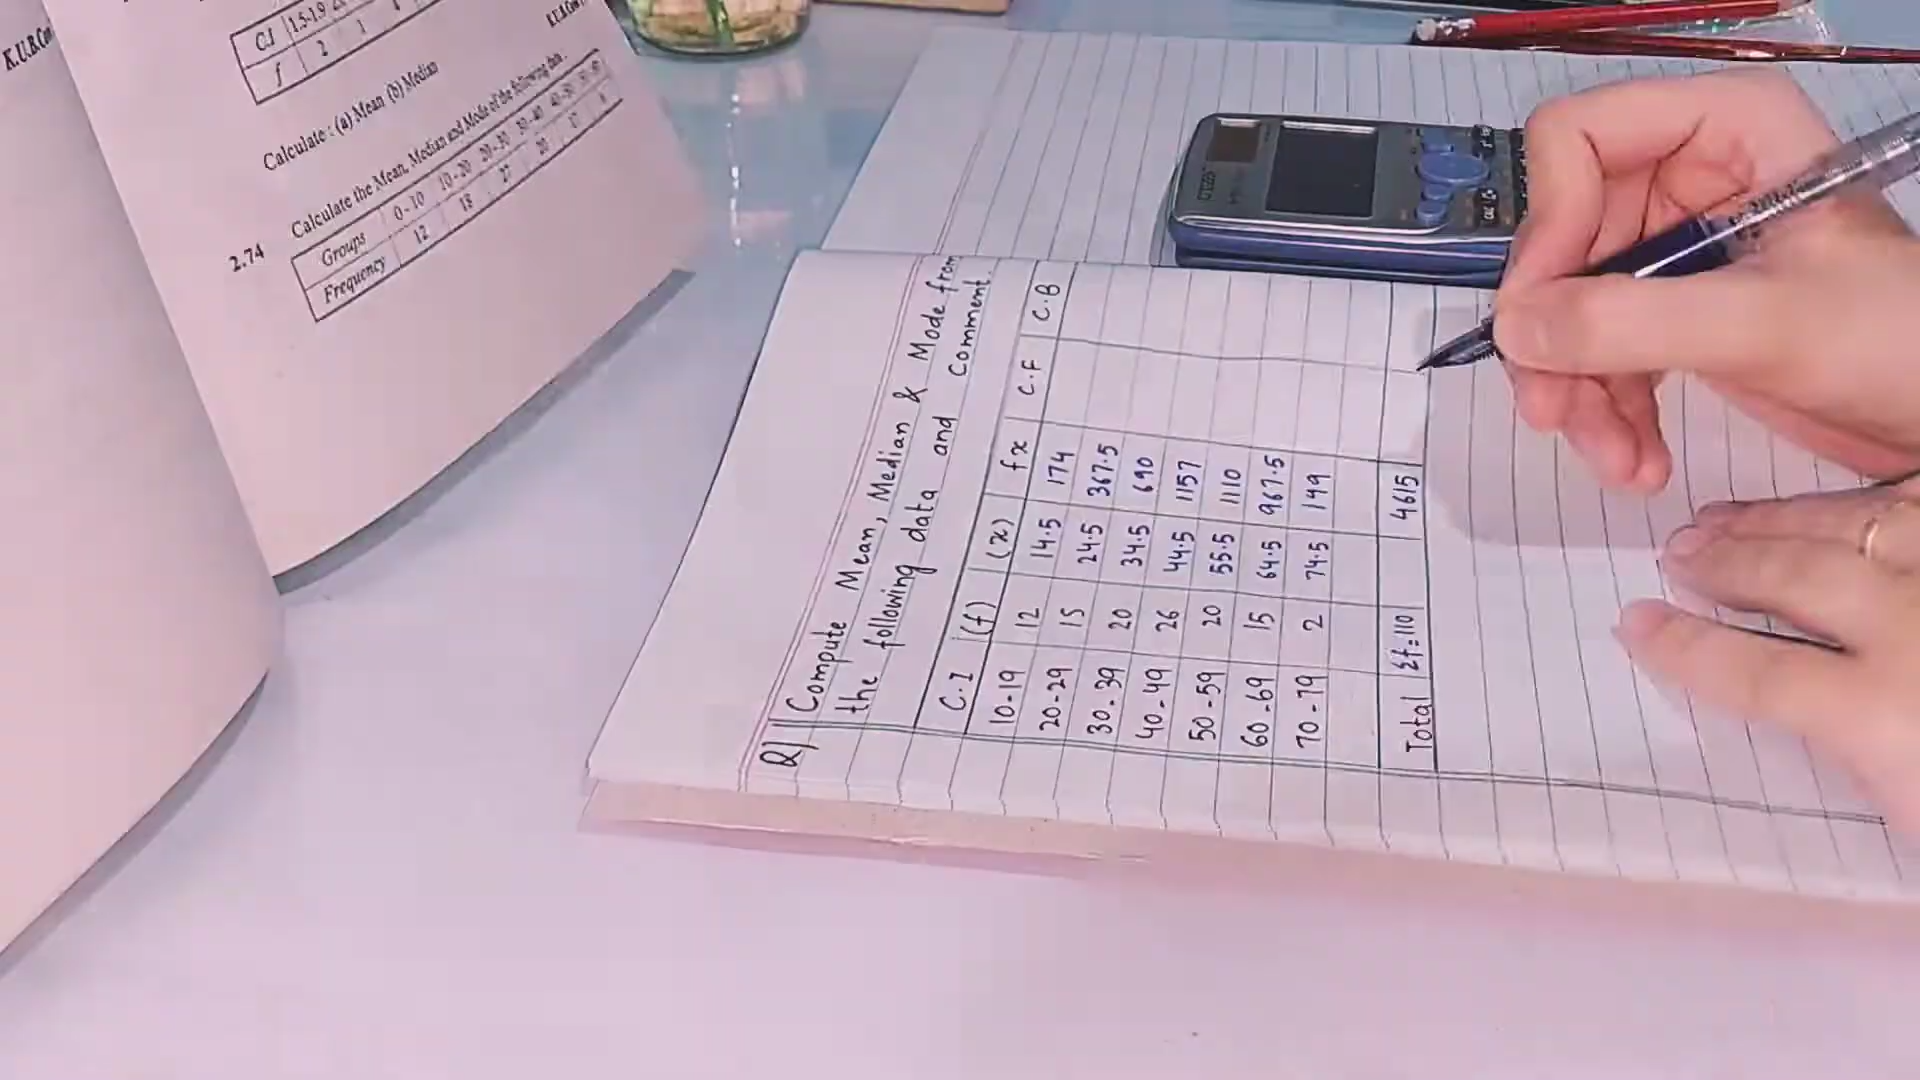 K.U.B.Com
C.I 1.5-1.9
f 2 1
Calculate : (a) Mean (b) Median
2.74 Calculate the Mean, Median and Mode of the following data.
Groups 0-10 10-20 20-30 30-40 40-50
Frequency 12 18 27 20 17
Q| Compute Mean, Median & Mode from
the following data and comment.
C.I (f) (x) fx C.F C.B
10-19 12 14.5 174
20-29 15 24.5 367.5
30-39 20 34.5 690
40-49 26 44.5 1157
50-59 20 55.5 1110
60-69 15 64.5 967.5
70-79 2 74.5 149
Total Σf=110 4615